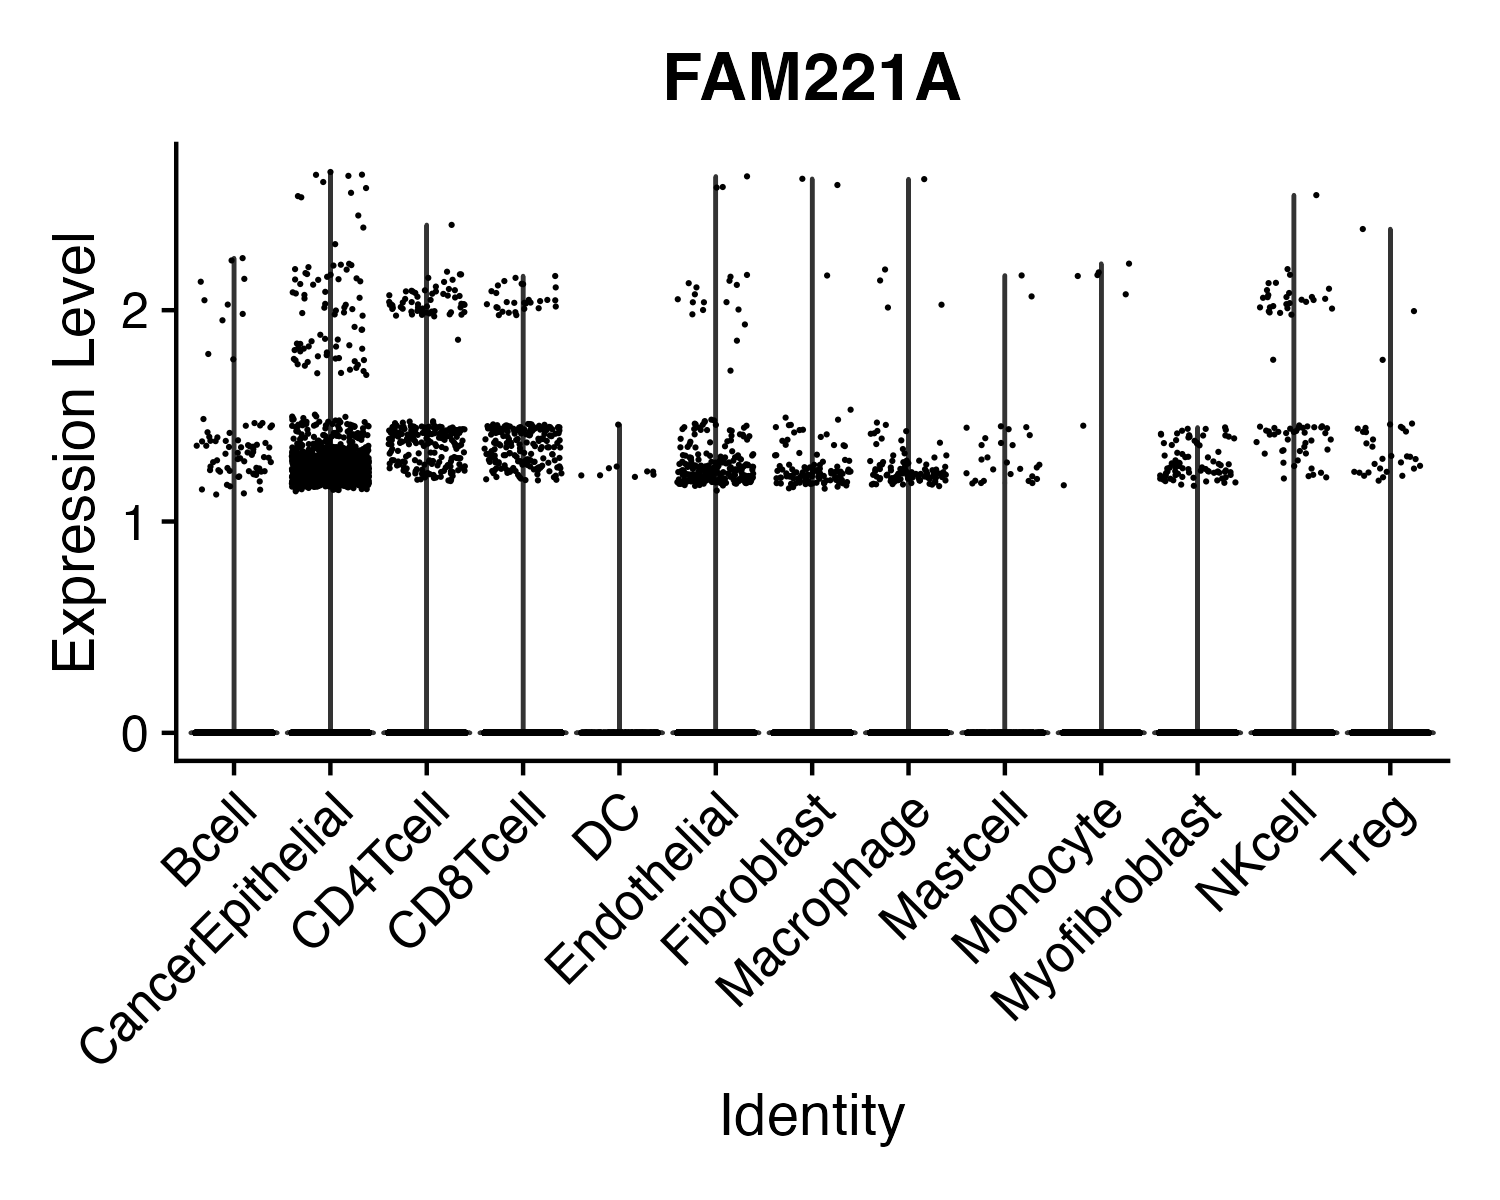 FAM221A
Expression Level
2
1
0
Bcell
CancerEpithelial
CD4Tcell
CD8Tcell
DC
Endothelial
Fibroblast
Macrophage
Mastcell
Monocyte
Myofibroblast
NKcell
Treg
Identity